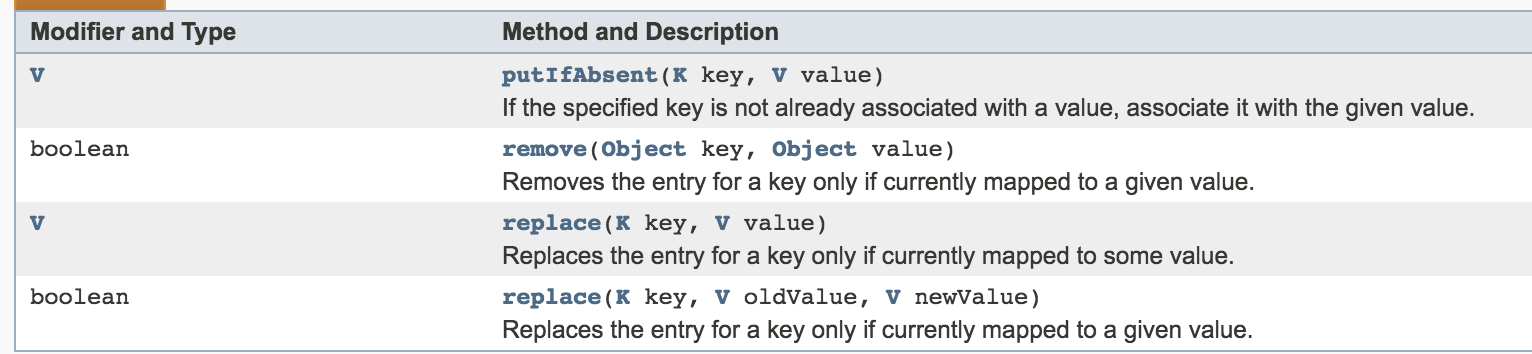 Modifier and Type Method and Description
V putIfAbsent(K key, V value)
If the specified key is not already associated with a value, associate it with the given value.
boolean remove(Object key, Object value)
Removes the entry for a key only if currently mapped to a given value.
V replace(K key, V value)
Replaces the entry for a key only if currently mapped to some value.
boolean replace(K key, V oldValue, V newValue)
Replaces the entry for a key only if currently mapped to a given value.